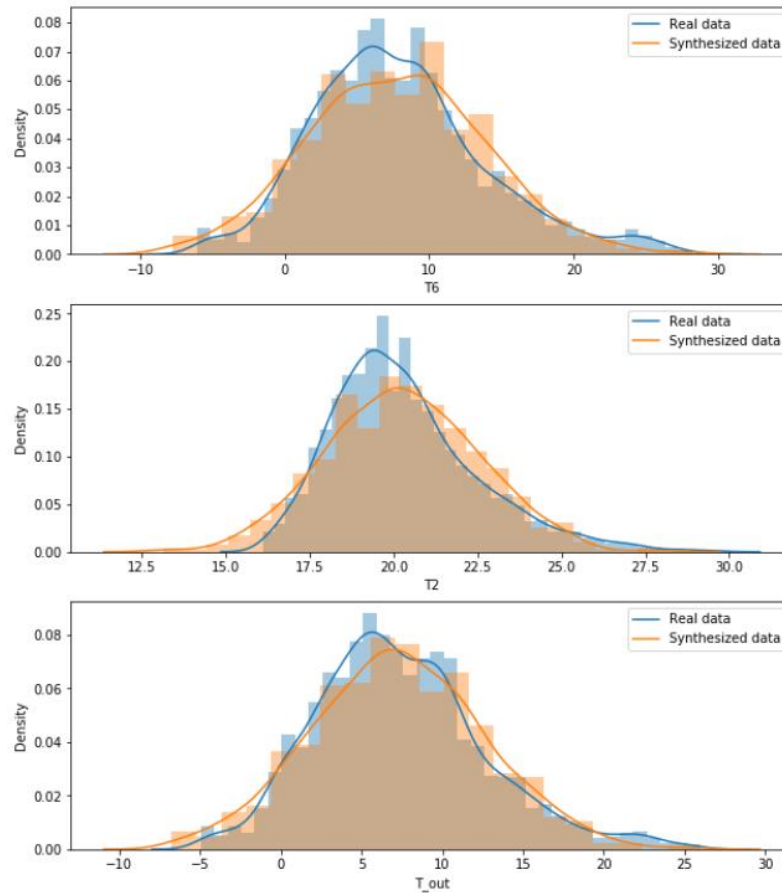 Real data
Synthesized data
0.08
0.07
0.06
0.05
0.04
0.03
0.02
0.01
0.00
Density
−10 0 10 20 30
T6
Real data
Synthesized data
0.25
0.20
0.15
0.10
0.05
0.00
Density
12.5 15.0 17.5 20.0 22.5 25.0 27.5 30.0
T2
Real data
Synthesized data
0.08
0.06
0.04
0.02
0.00
Density
−10 −5 0 5 10 15 20 25 30
T_out